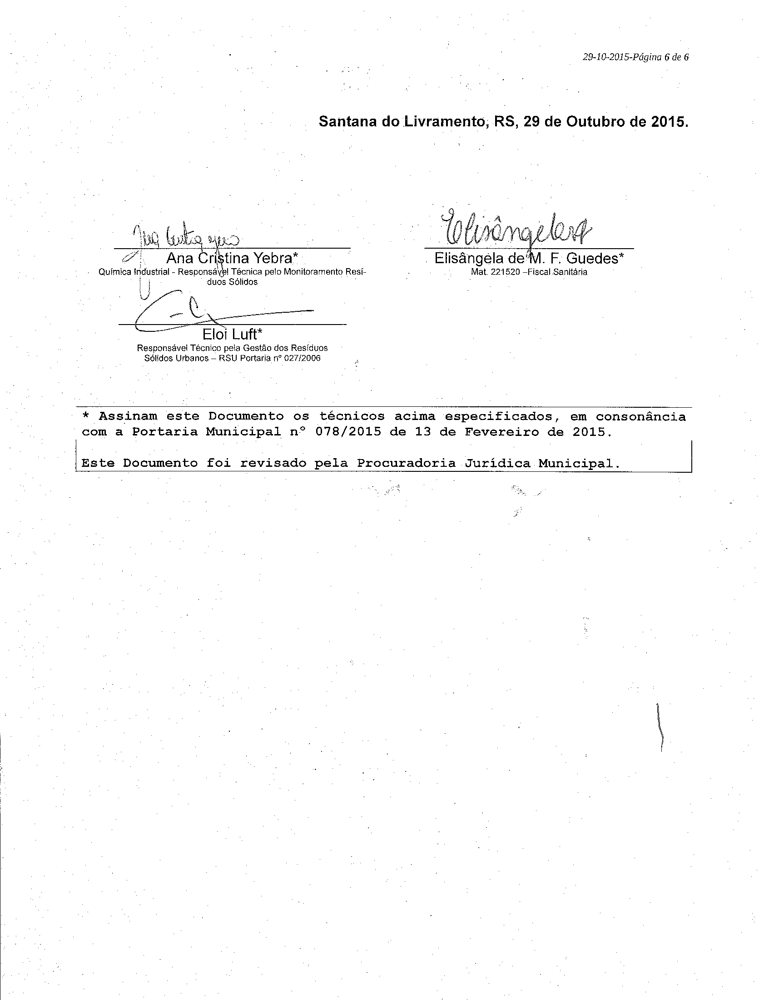 29-10-2015-Página 6 de 6
Santana do Livramento, RS, 29 de Outubro de 2015.
Ana Cristina Yebra*
Química Industrial - Responsável Técnica pelo Monitoramento Resí-
duos Sólidos
Elisângela
Elisângela de M. F. Guedes*
Mat. 221520 –Fiscal Sanitária
Eloi Luft*
Responsável Técnico pela Gestão dos Resíduos
Sólidos Urbanos – RSU Portaria nº 027/2006
* Assinam este Documento os técnicos acima especificados, em consonância
com a Portaria Municipal nº 078/2015 de 13 de Fevereiro de 2015.
Este Documento foi revisado pela Procuradoria Jurídica Municipal.